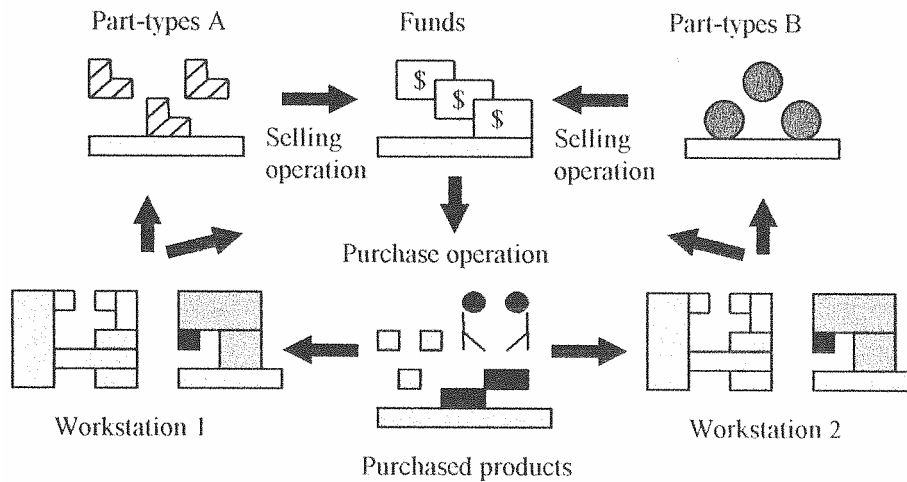 Part-types A
Funds
Part-types B
$
$
$
Selling
operation
Selling
operation
Purchase operation
Workstation 1
Workstation 2
Purchased products